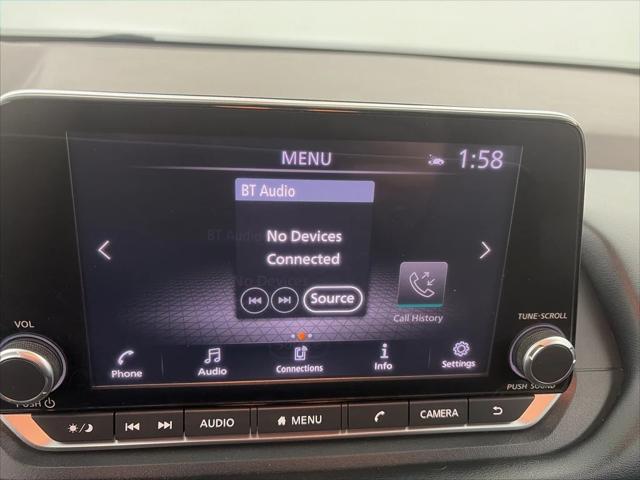 MENU
1:58
BT Audio
No Devices
Connected
Source
Call History
VOL
TUNE·SCROLL
Phone
Audio
Connections
Info
Settings
PUSH
PUSH SOUND
AUDIO
MENU
CAMERA